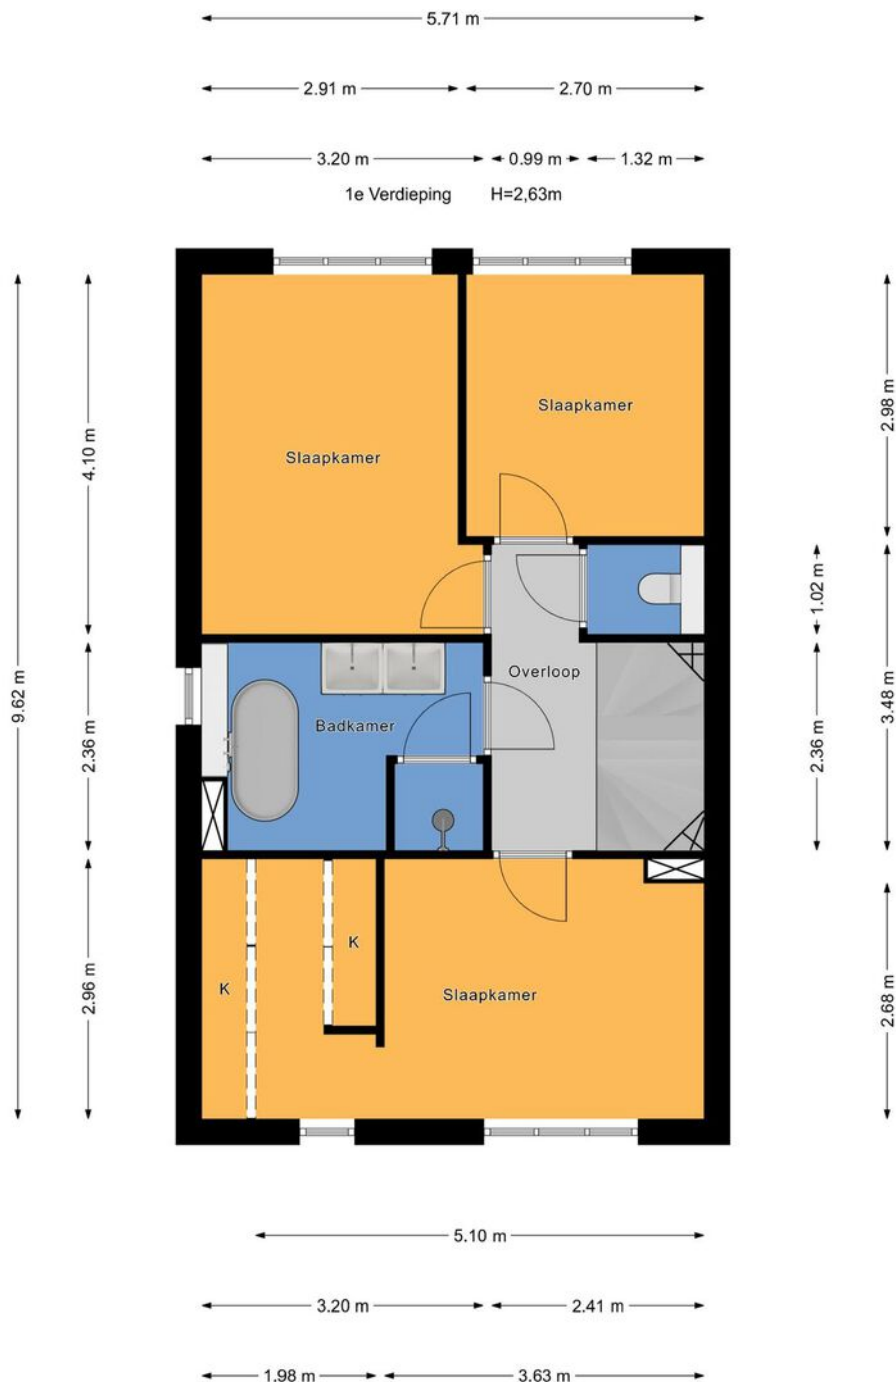 5.71 m
2.91 m 2.70 m
3.20 m 0.99 m 1.32 m
1e Verdieping H=2,63m
Slaapkamer
Slaapkamer
4.10 m
2.98 m
1.02 m
Overloop
Badkamer
9.62 m
2.36 m
2.36 m
3.48 m
K
K
Slaapkamer
2.96 m
2.68 m
5.10 m
3.20 m 2.41 m
1.98 m 3.63 m